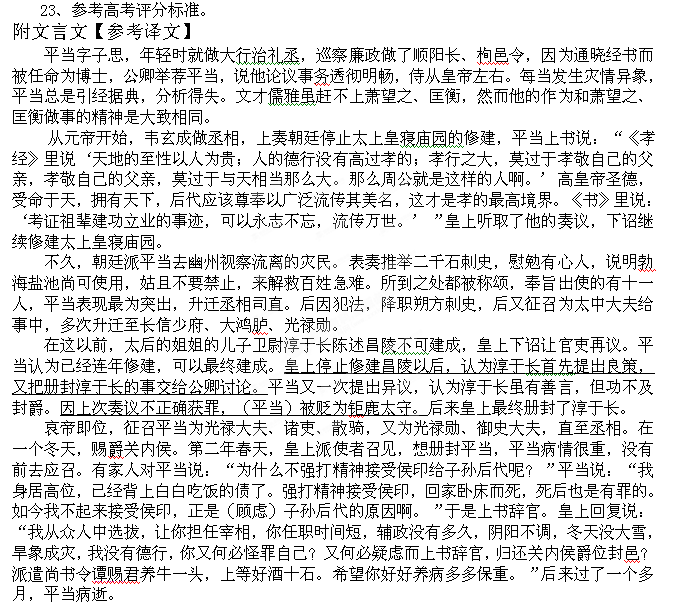 23、参考高考评分标准。
附文言文【参考译文】
平当字子思，年轻时就做大行治礼丞，巡察廉政做了顺阳长、栒邑令，因为通晓经书而
被任命为博士，公卿举荐平当，说他论议事务透彻明畅，侍从皇帝左右。每当发生灾情异象，
平当总是引经据典，分析得失。文才儒雅虽赶不上萧望之、匡衡，然而他的作为和萧望之、
匡衡做事的精神是大致相同。
从元帝开始，韦玄成做丞相，上奏朝廷停止太上皇寝庙园的修建，平当上书说：“《孝
经》里说‘天地的至性以人为贵；人的德行没有高过孝的；孝行之大，莫过于孝敬自己的父
亲，孝敬自己的父亲，莫过于与天相当那么大。那么周公就是这样的人啊。’高皇帝圣德，
受命于天，拥有天下，后代应该尊奉以广泛流传其美名，这才是孝的最高境界。《书》里说：
‘考证祖辈建功立业的事迹，可以永志不忘，流传万世。’”皇上听取了他的奏议，下诏继
续修建太上皇寝庙园。
不久，朝廷派平当去幽州视察流离的灾民。表奏推举二千石刺史，慰勉有心人，说明勃
海盐池尚可使用，姑且不要禁止，来解救百姓急难。所到之处都被称颂，奉旨出使的有十一
人，平当表现最为突出，升迁丞相司直。后因犯法，降职朔方刺史，后又征召为太中大夫给
事中，多次升迁至长信少府、大鸿胪、光禄勋。
在这以前，太后的姐姐的儿子卫尉淳于长陈述昌陵不可建成，皇上下诏让官吏再议。平
当认为已经连年修建，可以最终建成。皇上停止修建昌陵以后，认为淳于长首先提出良策，
又把册封淳于长的事交给公卿讨论。平当又一次提出异议，认为淳于长虽有善言，但功不及
封爵。因上次奏议不正确获罪，（平当）被贬为钜鹿太守。后来皇上最终册封了淳于长。
哀帝即位，征召平当为光禄大夫、诸吏、散骑，又为光禄勋、御史大夫，直至丞相。在
一个冬天，赐爵关内侯。第二年春天，皇上派使者召见，想册封平当，平当病情很重，没有
前去应召。有家人对平当说：“为什么不强打精神接受侯印给子孙后代呢？”平当说：“我
身居高位，已经背上白白吃饭的债了。强打精神接受侯印，回家卧床而死，死后也是有罪的。
如今我不起来接受侯印，正是（顾虑）子孙后代的原因啊。”于是上书辞官。皇上回复说：
“我从众人中选拔，让你担任宰相，你任职时间短，辅政没有多久，阴阳不调，冬天没大雪，
旱象成灾，我没有德行，你又何必怪罪自己？又何必疑虑而上书辞官，归还关内侯爵位封邑？
派遣尚书令谭赐君养牛一头，上等好酒十石。希望你好好养病多多保重。”后来过了一个多
月，平当病逝。